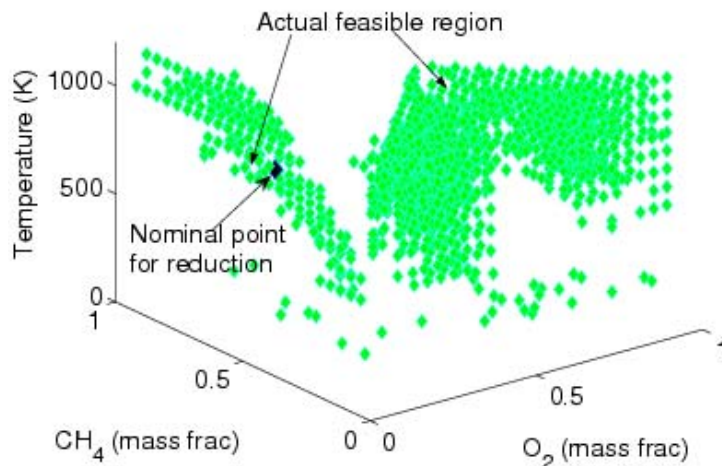 Actual feasible region
1000
500
0
Temperature (K)
Nominal point
for reduction
1
0.5
0
CH4 (mass frac)
0
0.5
O2 (mass frac)